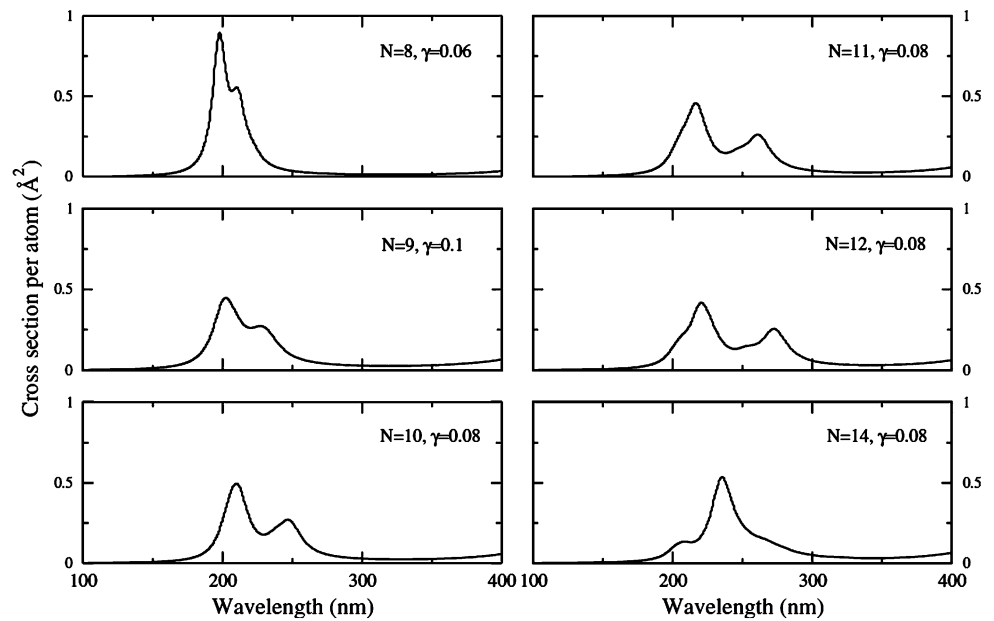 1
1
N=8, γ=0.06
N=11, γ=0.08
0.5
0.5
0
0
1
1
N=9, γ=0.1
N=12, γ=0.08
0.5
0.5
0
0
1
1
N=10, γ=0.08
N=14, γ=0.08
0.5
0.5
0
0
100 200 300 400 100 200 300 400
Wavelength (nm) Wavelength (nm)
Cross section per atom (Å²)